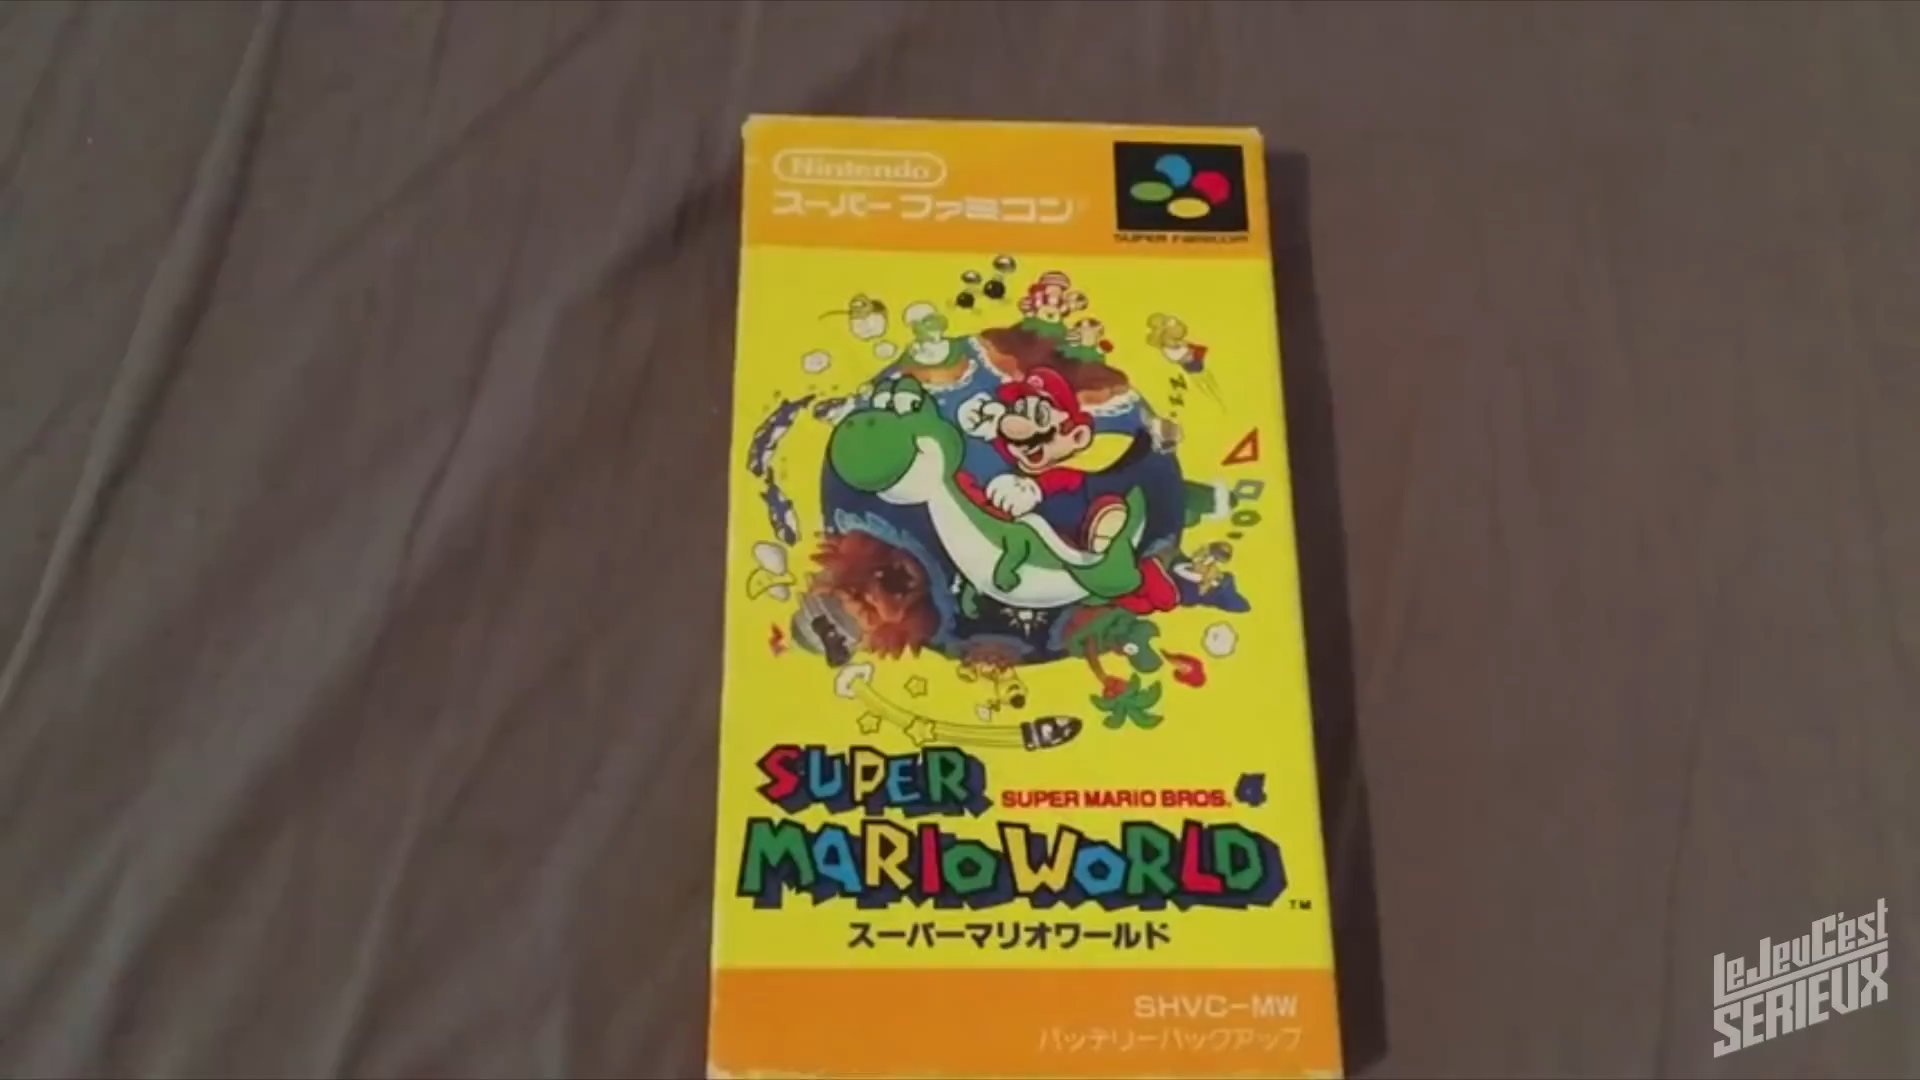 Nintendo
スーパーファミコン
SUPER FAMICOM
SUPER
SUPER MARIO BROS. 4
MARIO WORLD
TM
スーパーマリオワールド
SHVC-MW
バッテリーバックアップ
LeJeuC'est
SERIEUX